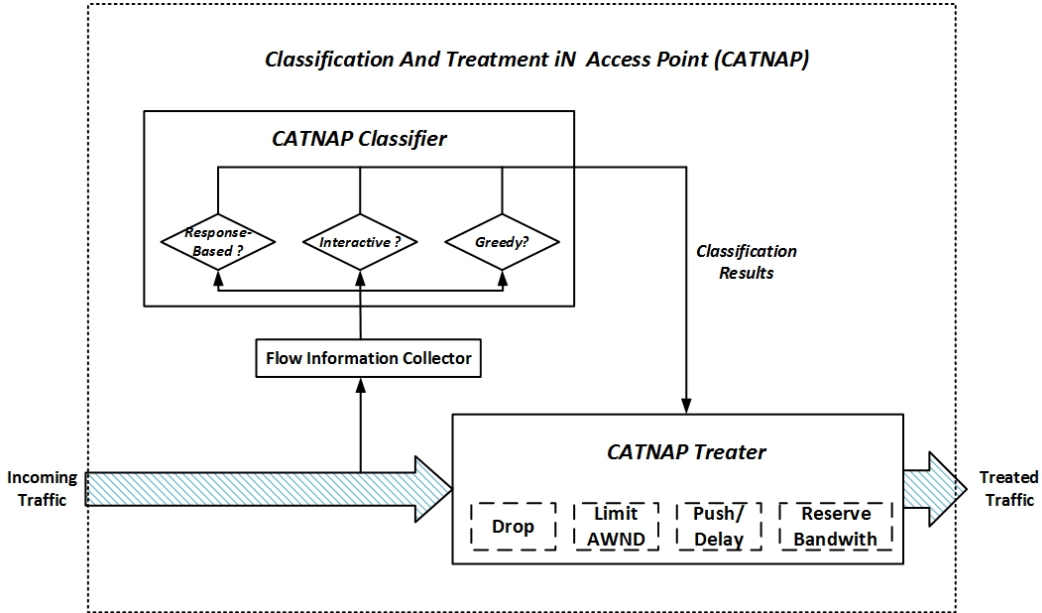 Classification And Treatment iN Access Point (CATNAP)
CATNAP Classifier
Response-
Based ?
Interactive ?
Greedy?
Classification
Results
Flow Information Collector
CATNAP Treater
Incoming
Traffic
Drop
Limit
AWND
Push/
Delay
Reserve
Bandwith
Treated
Traffic